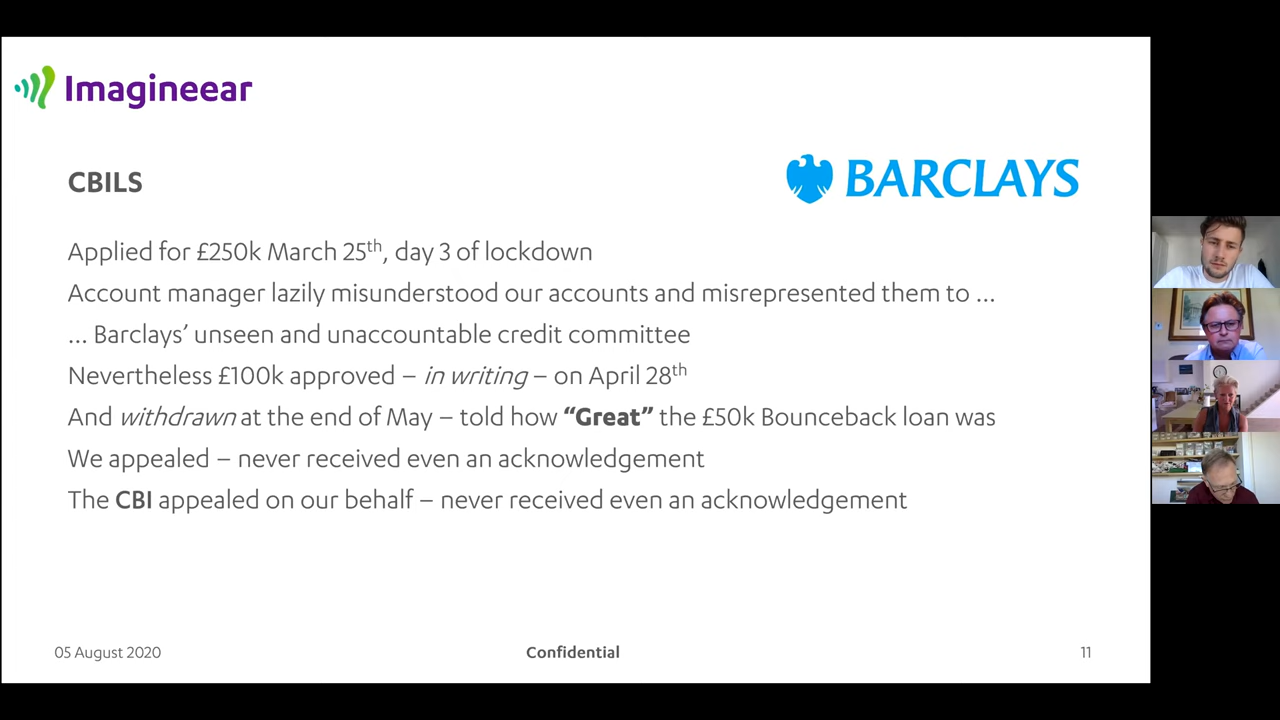 Imagineear
CBILS
BARCLAYS
Applied for £250k March 25th, day 3 of lockdown
Account manager lazily misunderstood our accounts and misrepresented them to ...
... Barclays’ unseen and unaccountable credit committee
Nevertheless £100k approved – in writing – on April 28th
And withdrawn at the end of May – told how “Great” the £50k Bounceback loan was
We appealed – never received even an acknowledgement
The CBI appealed on our behalf – never received even an acknowledgement
05 August 2020
Confidential
11